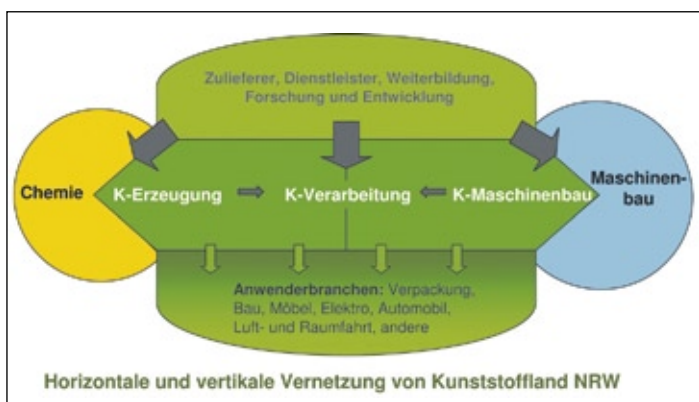 Zulieferer, Dienstleister, Weiterbildung,
Forschung und Entwicklung
Chemie
K-Erzeugung
K-Verarbeitung
K-Maschinenbau
Maschinen-
bau
Anwenderbranchen: Verpackung,
Bau, Möbel, Elektro, Automobil,
Luft- und Raumfahrt, andere
Horizontale und vertikale Vernetzung von Kunststoffland NRW